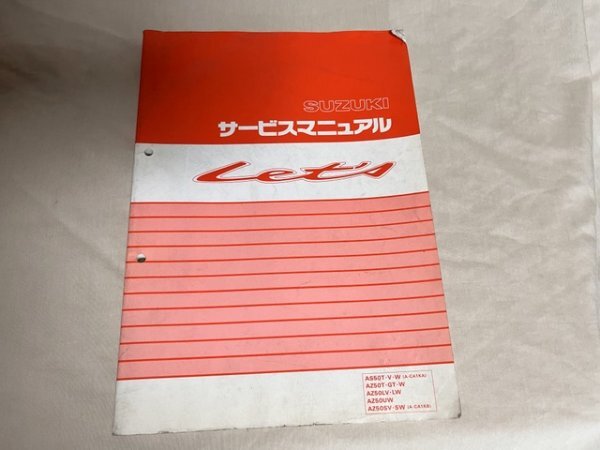 SUZUKI
サービスマニュアル
Let's
AS50T・V・W (A-CA1KA)
AZ50T・GT・W
AZ50LV・LW
AZ50UW
AZ50SV・SW (A-CA1KB)